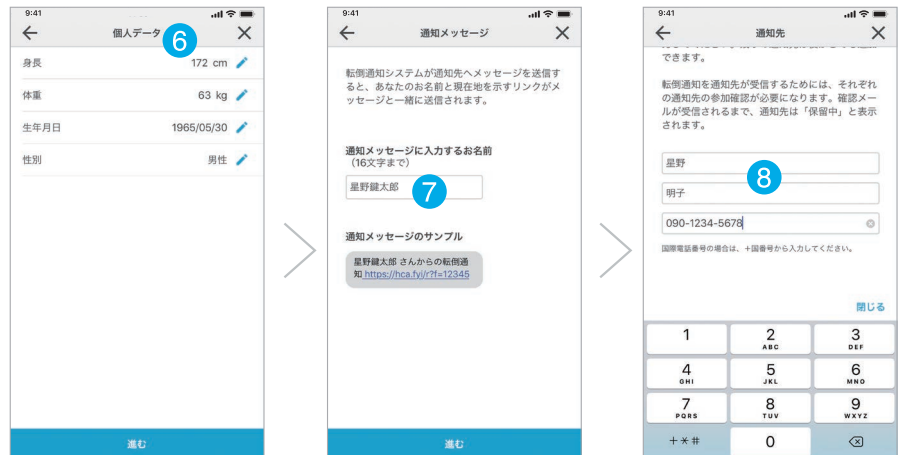 9:41
個人データ
6
身長
172 cm
体重
63 kg
生年月日
1965/05/30
性別
男性
進む
9:41
通知メッセージ
転倒通知システムが通知先へメッセージを送信す
ると、あなたのお名前と現在地を示すリンクがメ
ッセージと一緒に送信されます。
通知メッセージに入力するお名前
（16文字まで）
星野鍵太郎
7
通知メッセージのサンプル
星野鍵太郎 さんからの転倒通
知 https://hca.fyi/r?f=12345
進む
9:41
通知先
できます。
転倒通知を通知先が受信するためには、それぞれ
の通知先の参加確認が必要になります。確認メー
ルが受信されるまで、通知先は「保留中」と表示
されます。
星野
8
明子
090-1234-5678
国際電話番号の場合は、+国番号から入力してください。
閉じる
1
2
ABC
3
DEF
4
GHI
5
JKL
6
MNO
7
PQRS
8
TUV
9
WXYZ
+*#
0